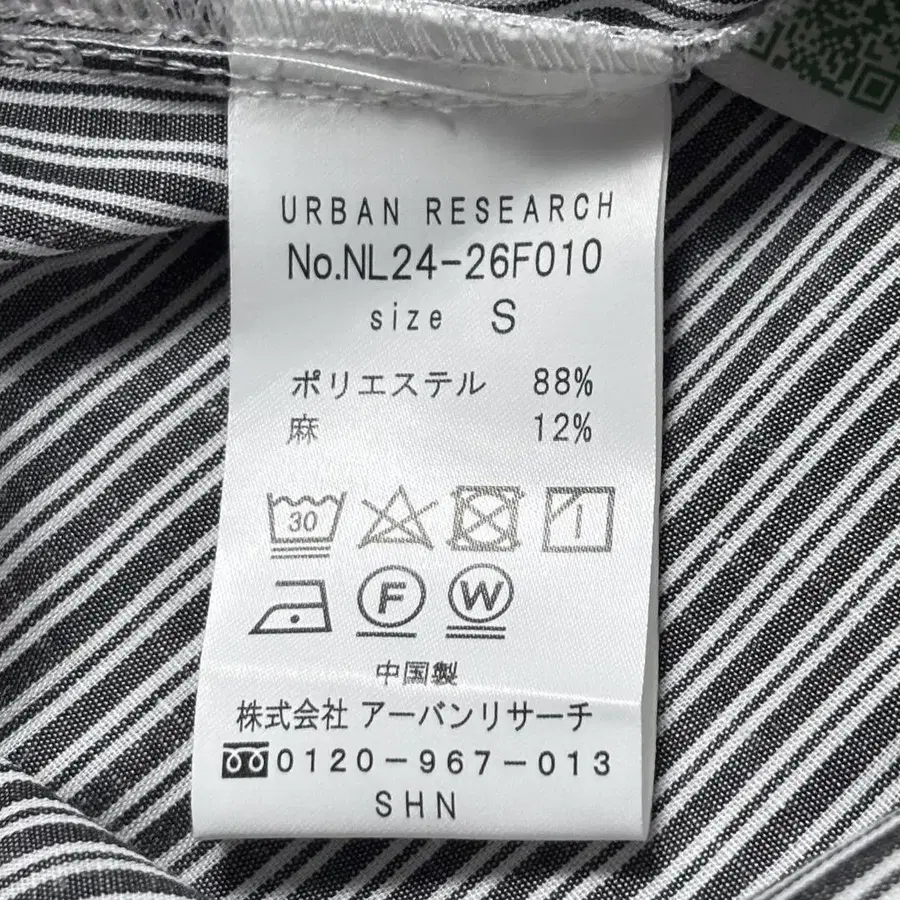 URBAN RESEARCH
No.NL24-26F010
size S
ポリエステル 88%
麻 12%
30
F W
中国製
株式会社 アーバンリサーチ
0120-967-013
SHN